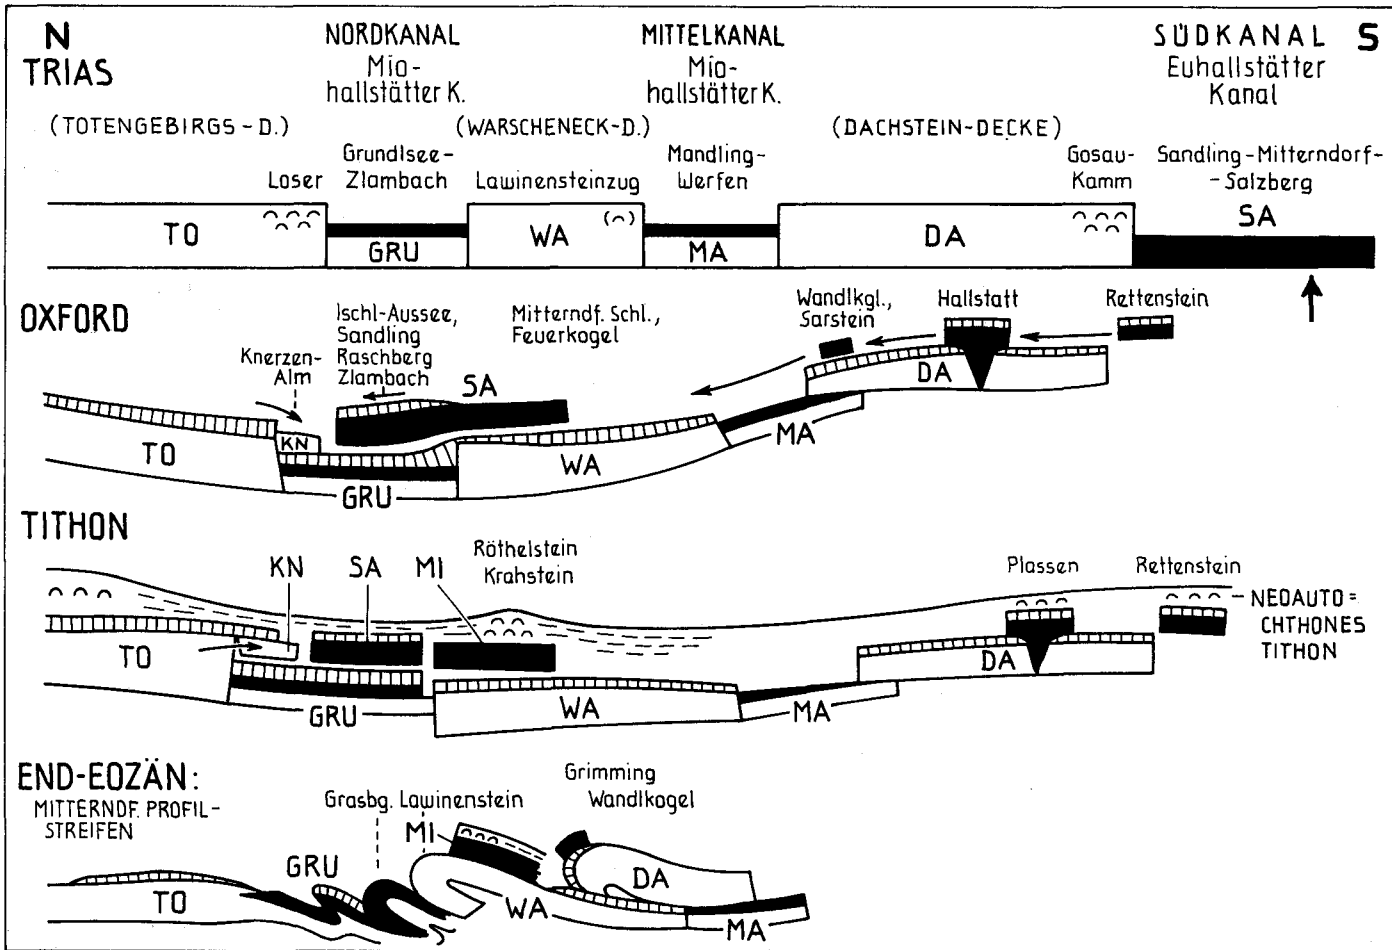 N
NORDKANAL
MITTELKANAL
SÜDKANAL S
TRIAS
Mio-
hallstätter K.
Mio-
hallstätter K.
Euhallstätter
Kanal
(TOTENGEBIRGS-D.)
(WARSCHENECK-D.)
(DACHSTEIN-DECKE)
Loser
Grundlsee-
Zlambach
Lawinensteinzug
Mandling-
Werfen
Gosau-
Kamm
Sandling-Mitterndorf-
-Salzberg
TO
GRU
WA
(⌒)
MA
DA
SA
OXFORD
Knerzen-
Alm
Ischl-Aussee,
Sandling
Raschberg
Zlambach
SA
Mitterndf. Schl.,
Feuerkogel
Wandlkgl.,
Sarstein
Hallstatt
Rettenstein
TO
KN
GRU
WA
MA
DA
TITHON
KN
SA
MI
Röthelstein
Krahstein
Plassen
Rettenstein
NEOAUTO=
CHTHONES
TITHON
TO
GRU
WA
MA
DA
END-EOZÄN:
MITTERNDF. PROFIL-
STREIFEN
Grasbg. Lawinenstein
Grimming
Wandlkogel
MI
GRU
TO
WA
DA
MA